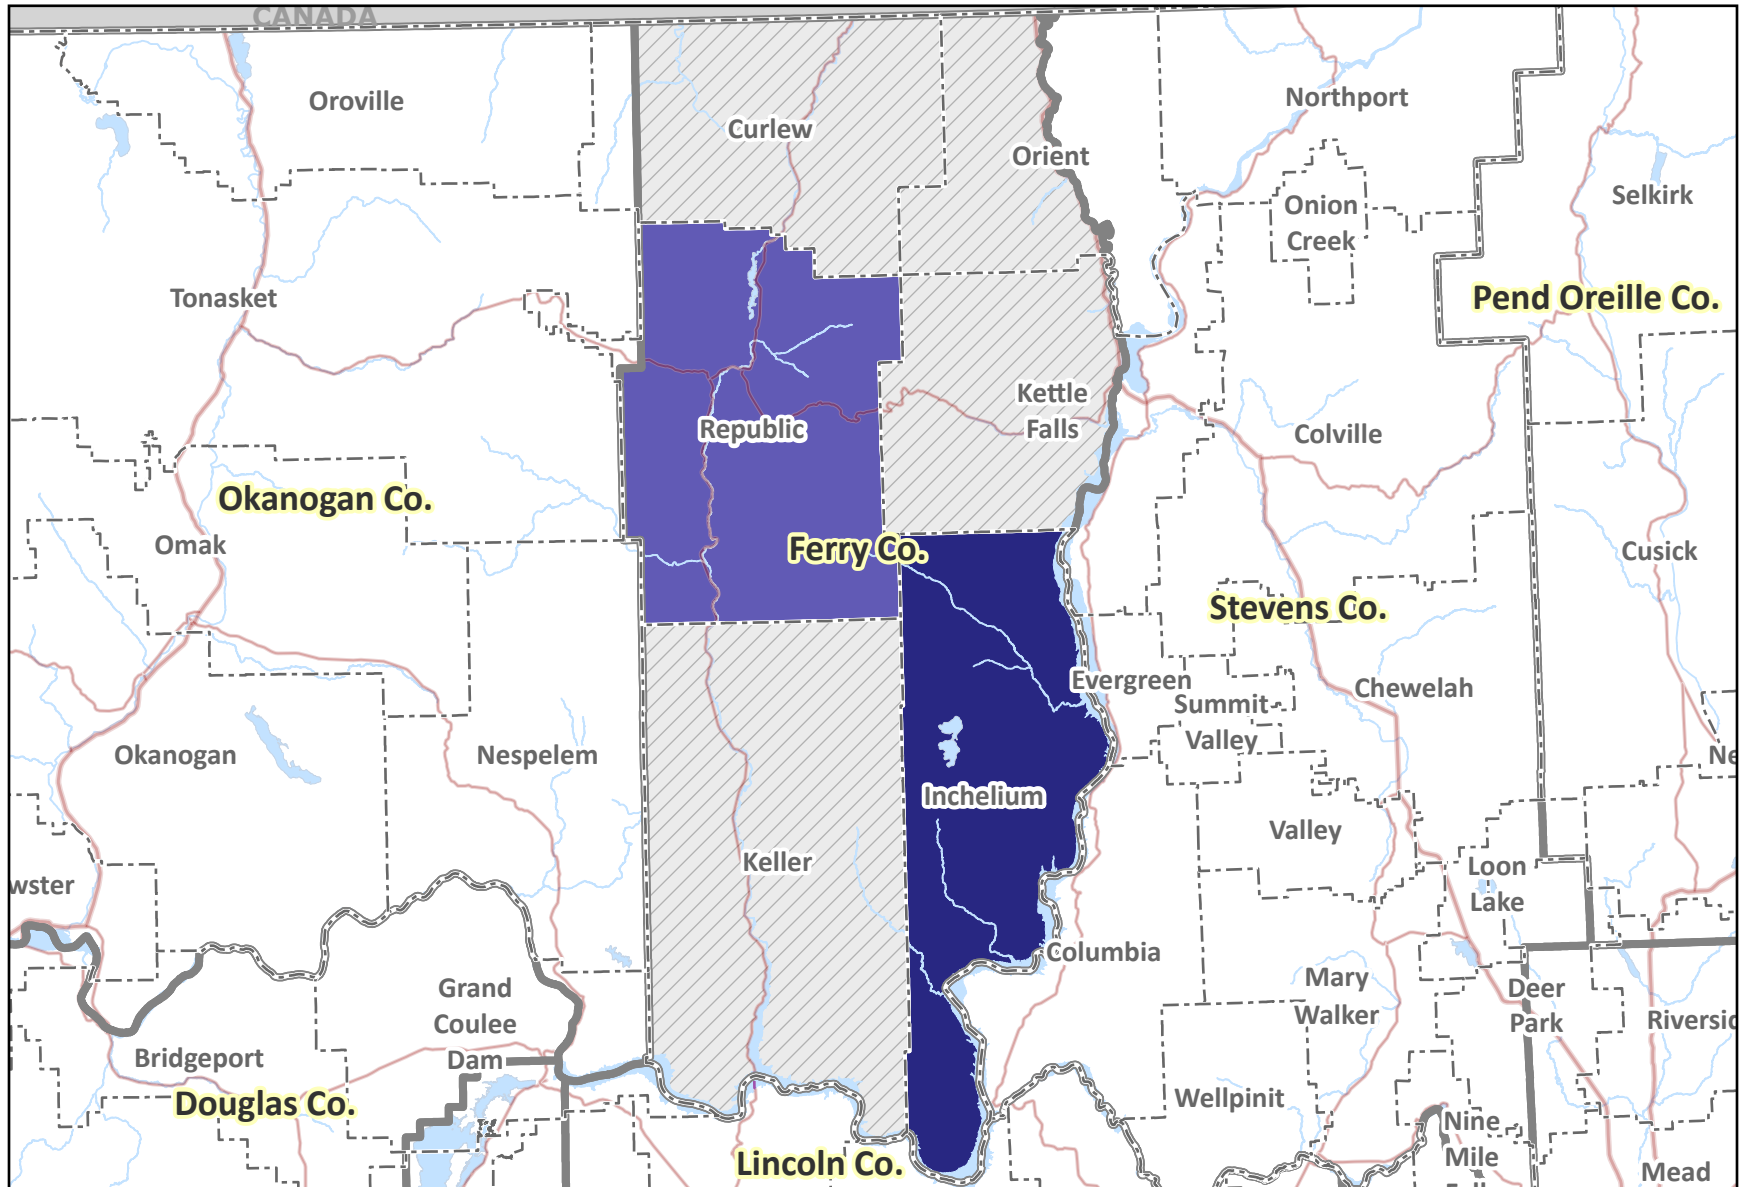 CANADA
Oroville
Curlew
Orient
Northport
Selkirk
Onion
Creek
Tonasket
Pend Oreille Co.
Kettle
Falls
Republic
Colville
Okanogan Co.
Omak
Ferry Co.
Cusick
Stevens Co.
Evergreen
Summit
Valley
Chewelah
Okanogan
Nespelem
Ne
Inchelium
Valley
Keller
Loon
Lake
wster
Columbia
Mary
Walker
Grand
Coulee
Dam
Deer
Park
Riversid
Bridgeport
Douglas Co.
Wellpinit
Nine
Mile
Lincoln Co.
Mead